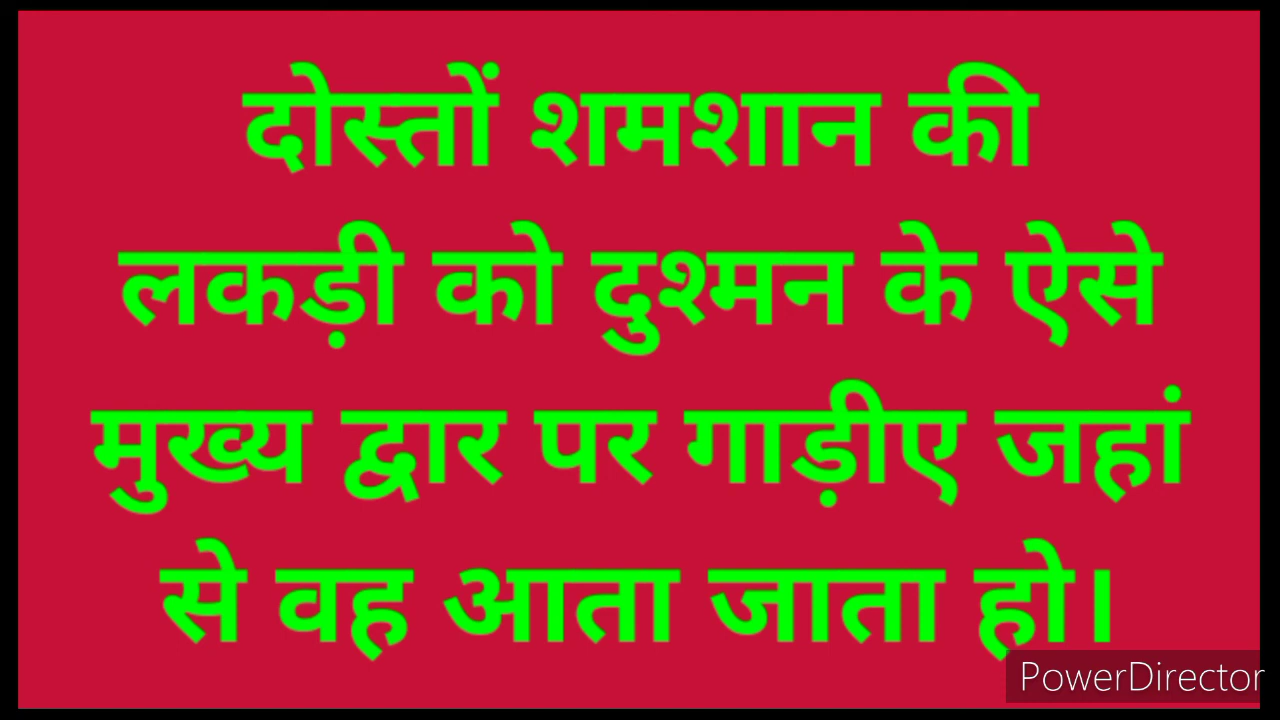 दोस्तों शमशान की
लकड़ी को दुश्मन के ऐसे
मुख्य द्वार पर गाड़ीए जहां
से वह आता जाता हो।
PowerDirector